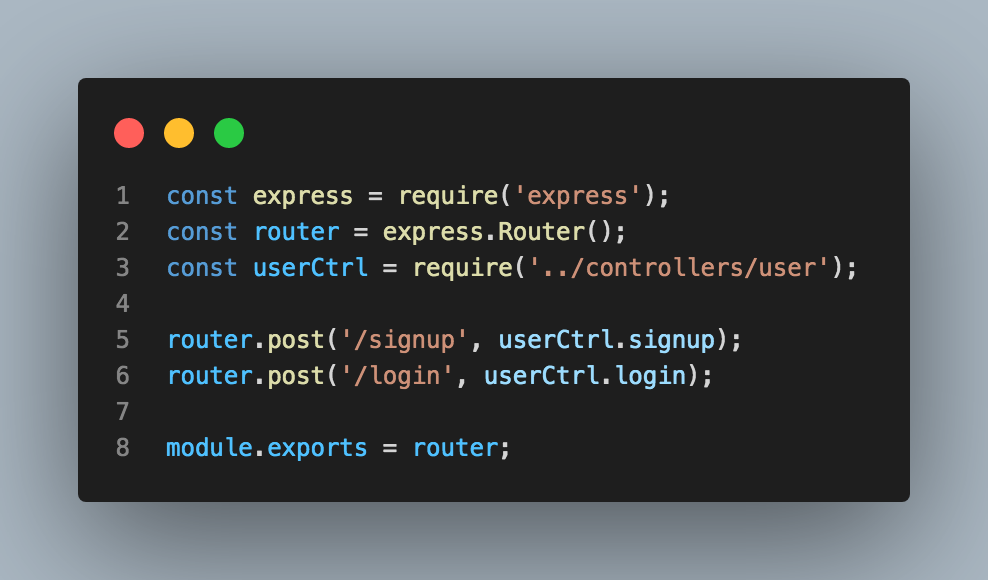 1 const express = require('express');
2 const router = express.Router();
3 const userCtrl = require('../controllers/user');
4
5 router.post('/signup', userCtrl.signup);
6 router.post('/login', userCtrl.login);
7
8 module.exports = router;